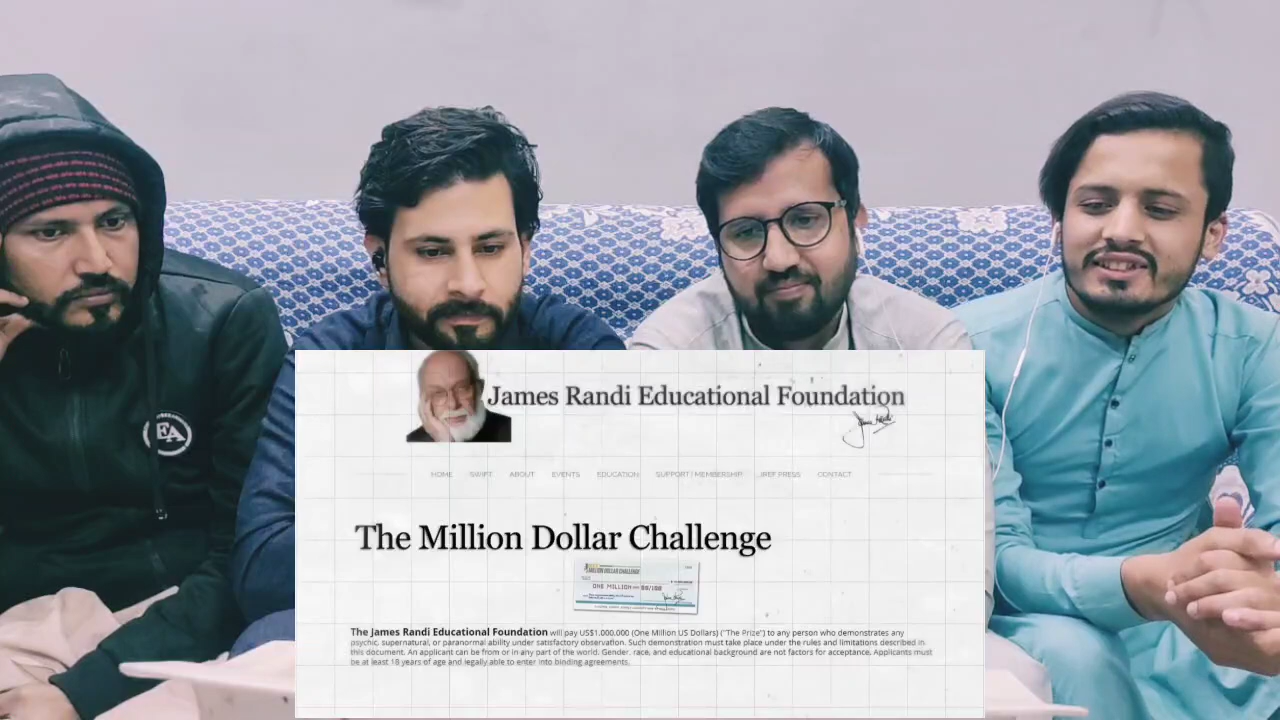 James Randi Educational Foundation
HOME SWIFT ABOUT EVENTS EDUCATION SUPPORT | MEMBERSHIP JREF PRESS CONTACT
The Million Dollar Challenge
MILLION DOLLAR CHALLENGE
ONE MILLION
The James Randi Educational Foundation will pay US$1,000,000 (One Million US Dollars) ("The Prize") to any person who demonstrates any
psychic, supernatural, or paranormal ability under satisfactory observation. Such demonstration must take place under the rules and limitations described in
this document. An applicant can be from or in any part of the world. Gender, race, and educational background are not factors for acceptance. Applicants must
be at least 18 years of age and legally able to enter into binding agreements.
EA